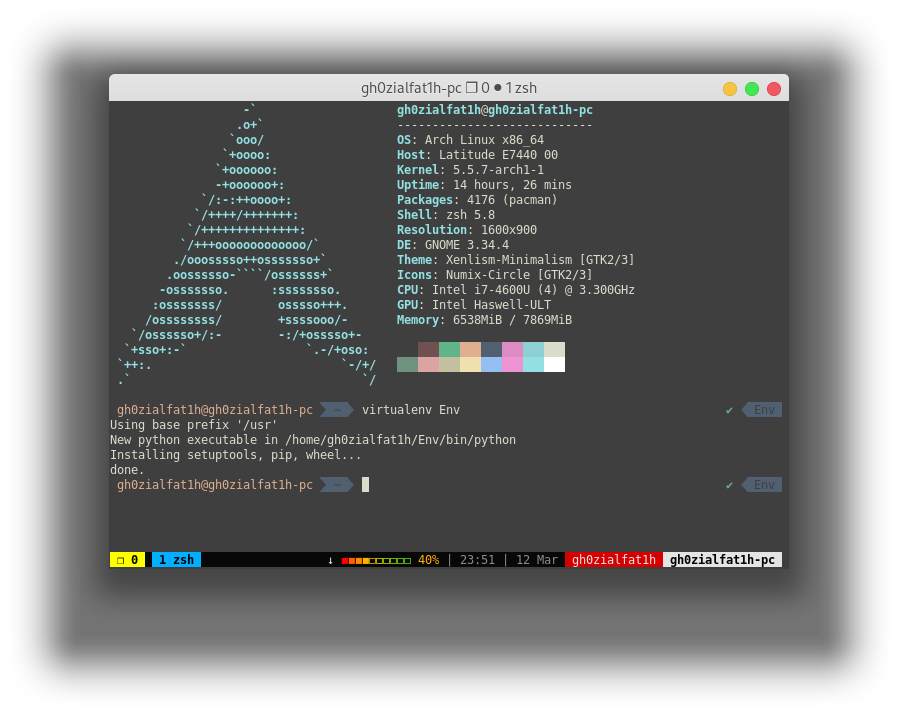 gh0zialfat1h-pc ❐ 0 ● 1 zsh
-`
.o+`
`ooo/
`+oooo:
`+oooooo:
-+oooooo+:
`/:-:++oooo+:
`/++++/+++++++:
`/++++++++++++++:
`/+++ooooooooooooo/`
./ooosssso++osssssso+`
.oossssso-````/ossssss+`
-osssssso.      :ssssssso.
:osssssss/        osssso+++.
/ossssssss/        +ssssooo/-
`/ossssso+/:-        -:/+osssso+-
`+sso+:-`                 `.-/+oso:
`++:.                           `-/+/
.`                                 `/
gh0zialfat1h@gh0zialfat1h-pc
----------------------------
OS: Arch Linux x86_64
Host: Latitude E7440 00
Kernel: 5.5.7-arch1-1
Uptime: 14 hours, 26 mins
Packages: 4176 (pacman)
Shell: zsh 5.8
Resolution: 1600x900
DE: GNOME 3.34.4
Theme: Xenlism-Minimalism [GTK2/3]
Icons: Numix-Circle [GTK2/3]
CPU: Intel i7-4600U (4) @ 3.300GHz
GPU: Intel Haswell-ULT
Memory: 6538MiB / 7869MiB
gh0zialfat1h@gh0zialfat1h-pc ~ virtualenv Env ✔ Env
Using base prefix '/usr'
New python executable in /home/gh0zialfat1h/Env/bin/python
Installing setuptools, pip, wheel...
done.
gh0zialfat1h@gh0zialfat1h-pc ~ ✔ Env
❐ 0 1 zsh ↓ 40% | 23:51 | 12 Mar gh0zialfat1h gh0zialfat1h-pc